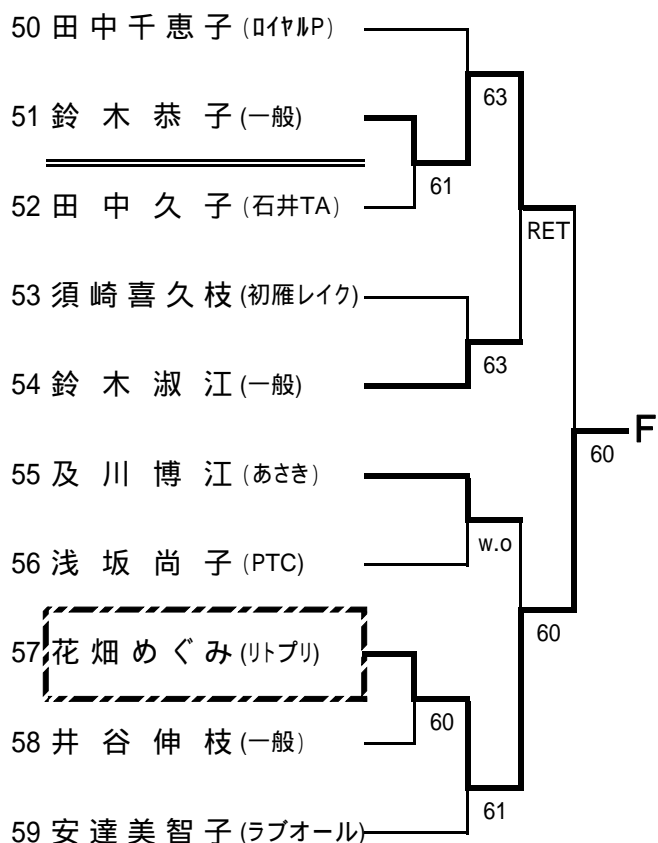 50 田中千恵子 (ロイヤルP)
63
51 鈴木恭子 (一般)
61
52 田中久子 (石井TA)
RET
53 須崎喜久枝 (初雁レイク)
63
54 鈴木淑江 (一般)
F
60
55 及川博江 (あさき)
w.o
56 浅坂尚子 (PTC)
60
57 花畑めぐみ (リトプリ)
60
58 井谷伸枝 (一般)
61
59 安達美智子 (ラブオール)